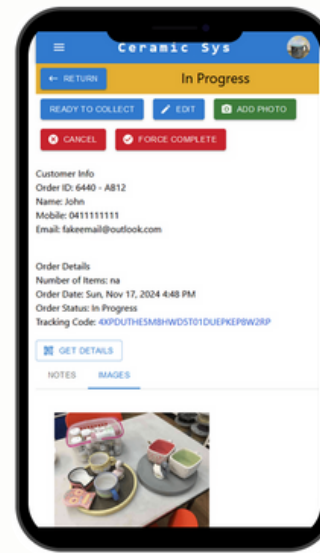 Ceramic Sys
← RETURN
In Progress
READY TO COLLECT
EDIT
ADD PHOTO
CANCEL
FORCE COMPLETE
Customer Info
Order ID: 6440 - AB12
Name: John
Mobile: 0411111111
Email: fakeemail@outlook.com
Order Details
Number of Items: na
Order Date: Sun, Nov 17, 2024 4:48 PM
Order Status: In Progress
Tracking Code: 4XPDUTHE5M8HWD5T01DUEPKEPBW2RP
GET DETAILS
NOTES
IMAGES